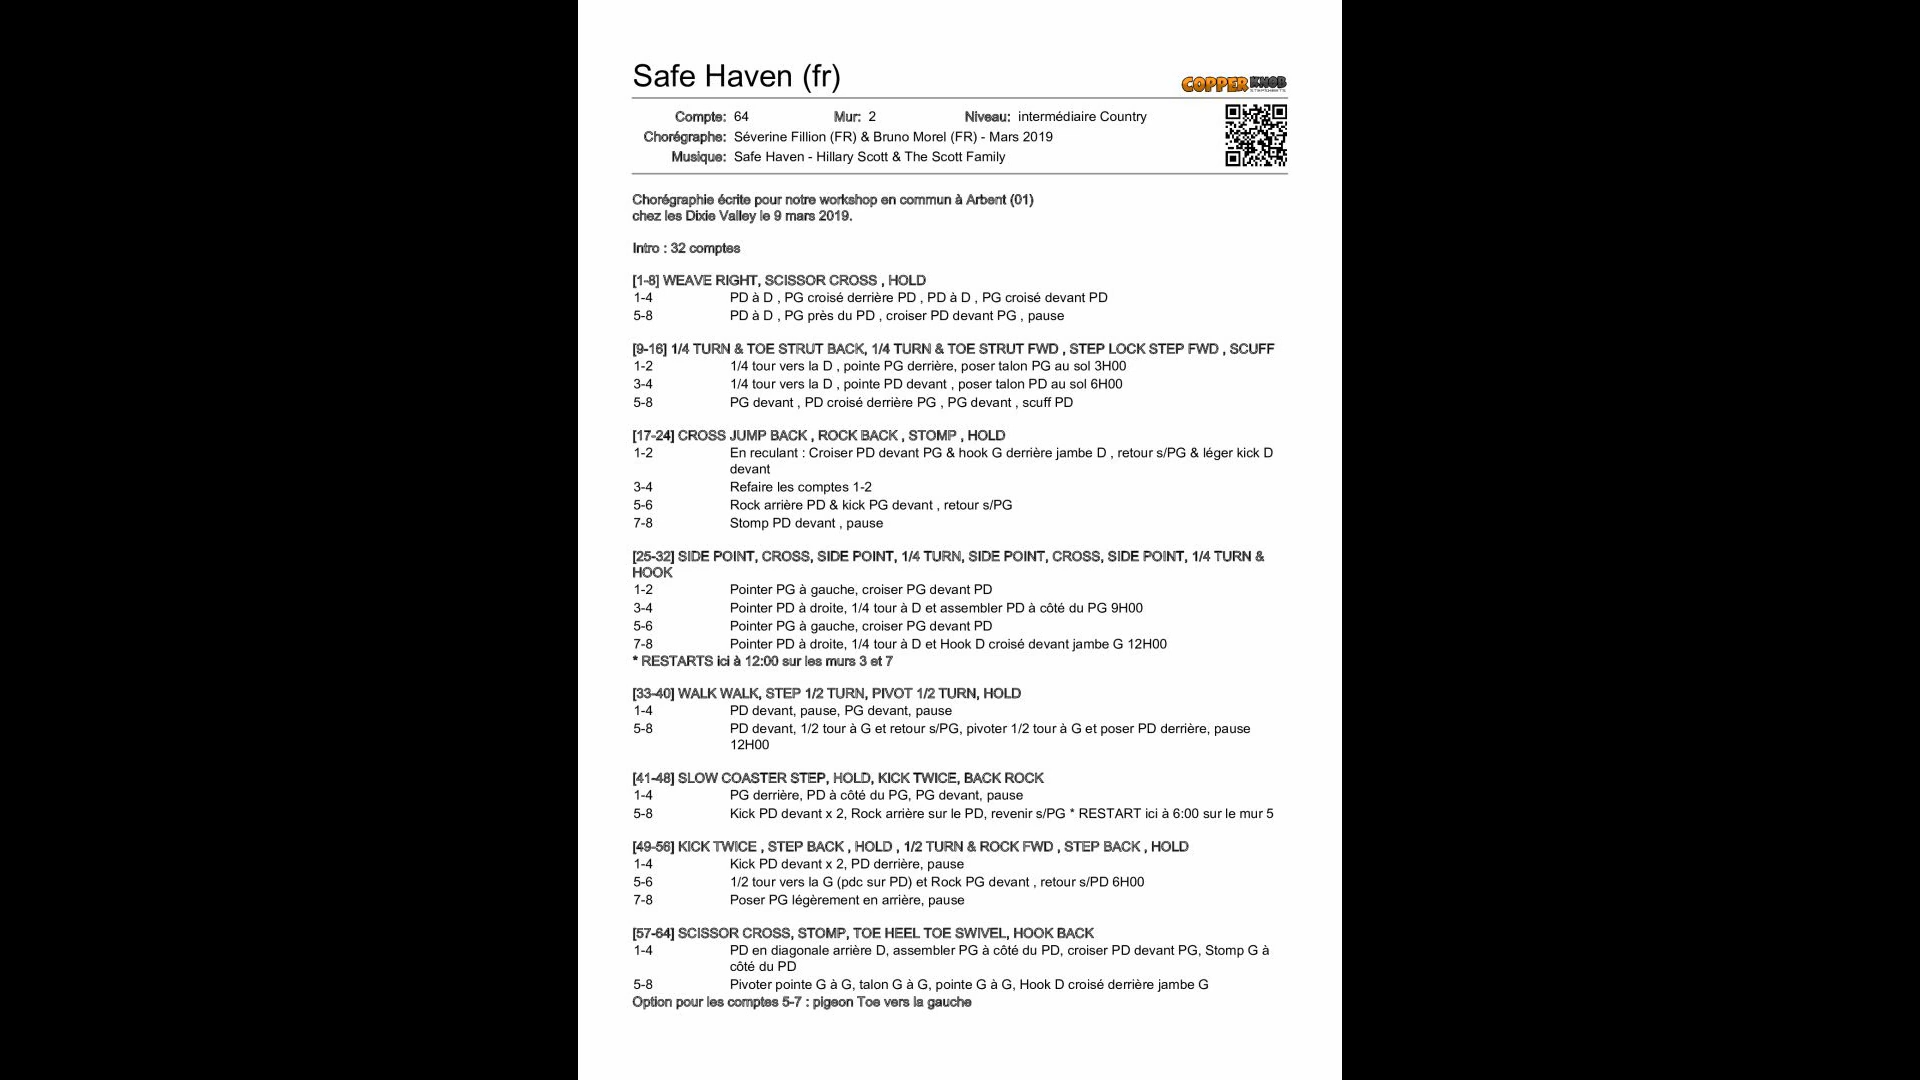 Safe Haven (fr)
COPPER KNOB
STEPSHEETS
Compte: 64 Mur: 2 Niveau: intermédiaire Country
Chorégraphe: Séverine Fillion (FR) & Bruno Morel (FR) - Mars 2019
Musique: Safe Haven - Hillary Scott & The Scott Family
Chorégraphie écrite pour notre workshop en commun à Arbent (01)
chez les Dixie Valley le 9 mars 2019.
Intro : 32 comptes
[1-8] WEAVE RIGHT, SCISSOR CROSS , HOLD
1-4 PD à D , PG croisé derrière PD , PD à D , PG croisé devant PD
5-8 PD à D , PG près du PD , croiser PD devant PG , pause
[9-16] 1/4 TURN & TOE STRUT BACK, 1/4 TURN & TOE STRUT FWD , STEP LOCK STEP FWD , SCUFF
1-2 1/4 tour vers la D , pointe PG derrière, poser talon PG au sol 3H00
3-4 1/4 tour vers la D , pointe PD devant , poser talon PD au sol 6H00
5-8 PG devant , PD croisé derrière PG , PG devant , scuff PD
[17-24] CROSS JUMP BACK , ROCK BACK , STOMP , HOLD
1-2 En reculant : Croiser PD devant PG & hook G derrière jambe D , retour s/PG & léger kick D
devant
3-4 Refaire les comptes 1-2
5-6 Rock arrière PD & kick PG devant , retour s/PG
7-8 Stomp PD devant , pause
[25-32] SIDE POINT, CROSS, SIDE POINT, 1/4 TURN, SIDE POINT, CROSS, SIDE POINT, 1/4 TURN &
HOOK
1-2 Pointer PG à gauche, croiser PG devant PD
3-4 Pointer PD à droite, 1/4 tour à D et assembler PD à côté du PG 9H00
5-6 Pointer PG à gauche, croiser PG devant PD
7-8 Pointer PD à droite, 1/4 tour à D et Hook D croisé devant jambe G 12H00
* RESTARTS ici à 12:00 sur les murs 3 et 7
[33-40] WALK WALK, STEP 1/2 TURN, PIVOT 1/2 TURN, HOLD
1-4 PD devant, pause, PG devant, pause
5-8 PD devant, 1/2 tour à G et retour s/PG, pivoter 1/2 tour à G et poser PD derrière, pause
12H00
[41-48] SLOW COASTER STEP, HOLD, KICK TWICE, BACK ROCK
1-4 PG derrière, PD à côté du PG, PG devant, pause
5-8 Kick PD devant x 2, Rock arrière sur le PD, revenir s/PG * RESTART ici à 6:00 sur le mur 5
[49-56] KICK TWICE , STEP BACK , HOLD , 1/2 TURN & ROCK FWD , STEP BACK , HOLD
1-4 Kick PD devant x 2, PD derrière, pause
5-6 1/2 tour vers la G (pdc sur PD) et Rock PG devant , retour s/PD 6H00
7-8 Poser PG légèrement en arrière, pause
[57-64] SCISSOR CROSS, STOMP, TOE HEEL TOE SWIVEL, HOOK BACK
1-4 PD en diagonale arrière D, assembler PG à côté du PD, croiser PD devant PG, Stomp G à
côté du PD
5-8 Pivoter pointe G à G, talon G à G, pointe G à G, Hook D croisé derrière jambe G
Option pour les comptes 5-7 : pigeon Toe vers la gauche